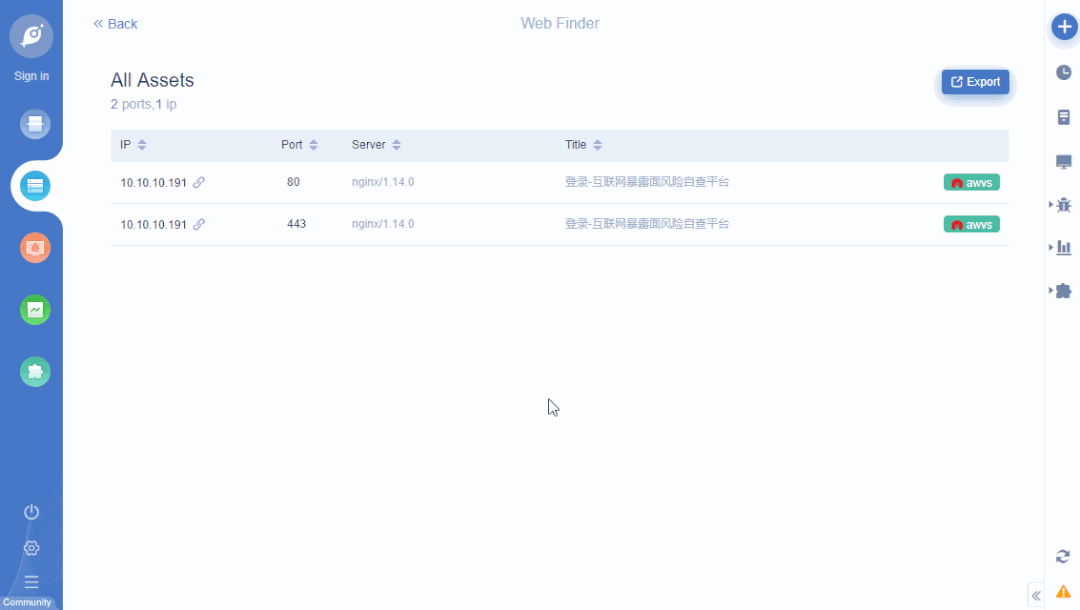 Back
Web Finder
Sign in
All Assets
2 ports,1 ip
Export
IP Port Server Title
10.10.10.191 80 nginx/1.14.0 登录-互联网暴露面风险自查平台 awvs
10.10.10.191 443 nginx/1.14.0 登录-互联网暴露面风险自查平台 awvs
Community